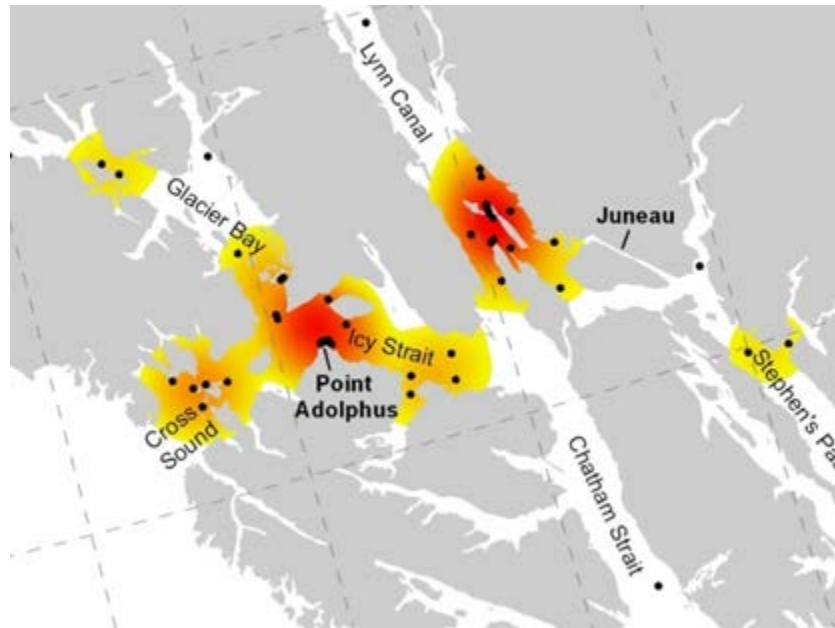 Lynn Canal
Glacier Bay
Juneau
Icy Strait
Point
Adolphus
Cross
Sound
Stephen's Pa
Chatham Strait